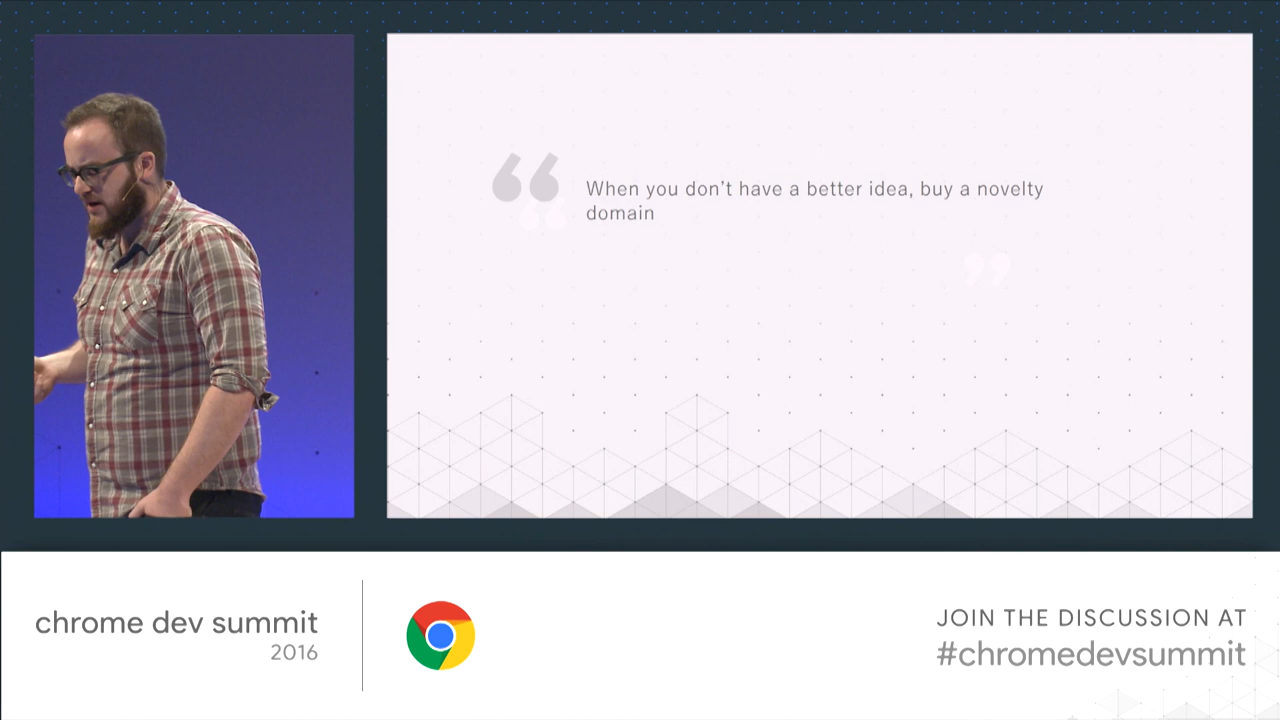 “ When you don’t have a better idea, buy a novelty
domain
”
chrome dev summit
2016
JOIN THE DISCUSSION AT
#chromedevsummit